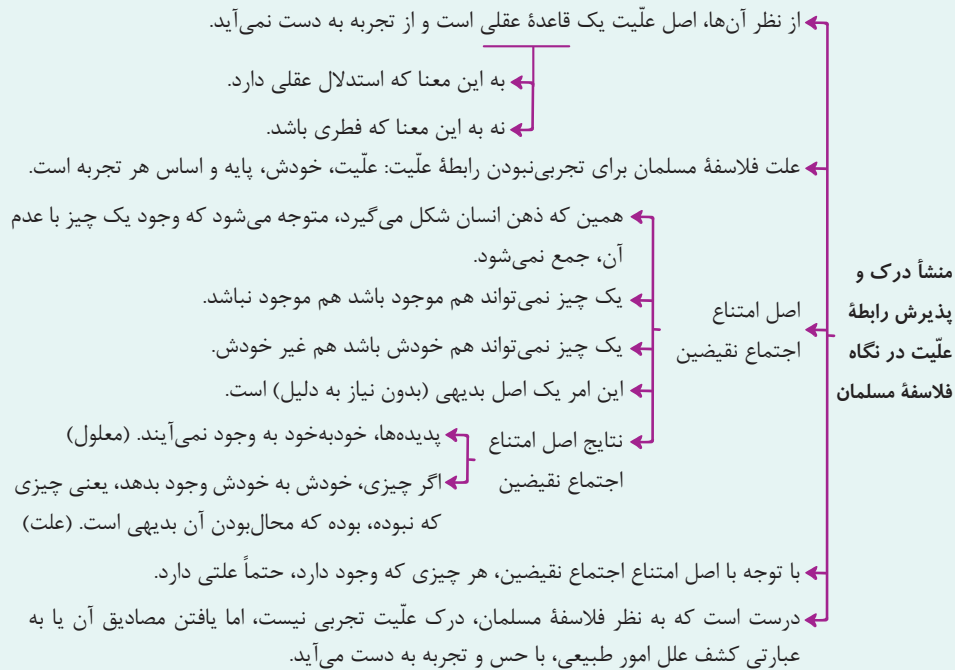 منشأ درک و
پذیرش رابطهٔ
علّیت در نگاه
فلاسفهٔ مسلمان
از نظر آن‌ها، اصل علّیت یک قاعدهٔ عقلی است و از تجربه به دست نمی‌آید.
به این معنا که استدلال عقلی دارد.
نه به این معنا که فطری باشد.
علت فلاسفهٔ مسلمان برای تجربی‌نبودن رابطهٔ علّیت: علّیت، خودش، پایه و اساس هر تجربه است.
اصل امتناع
اجتماع نقیضین
همین که ذهن انسان شکل می‌گیرد، متوجه می‌شود که وجود یک چیز با عدم
آن، جمع نمی‌شود.
یک چیز نمی‌تواند هم موجود باشد هم موجود نباشد.
یک چیز نمی‌تواند هم خودش باشد هم غیر خودش.
این امر یک اصل بدیهی (بدون نیاز به دلیل) است.
نتایج اصل امتناع
اجتماع نقیضین
پدیده‌ها، خودبه‌خود به وجود نمی‌آیند. (معلول)
اگر چیزی، خودش به خودش وجود بدهد، یعنی چیزی
که نبوده، بوده که محال‌بودن آن بدیهی است. (علت)
با توجه با اصل امتناع اجتماع نقیضین، هر چیزی که وجود دارد، حتماً علتی دارد.
درست است که به نظر فلاسفهٔ مسلمان، درک علّیت تجربی نیست، اما یافتن مصادیق آن یا به
عبارتی کشف علل امور طبیعی، با حس و تجربه به دست می‌آید.